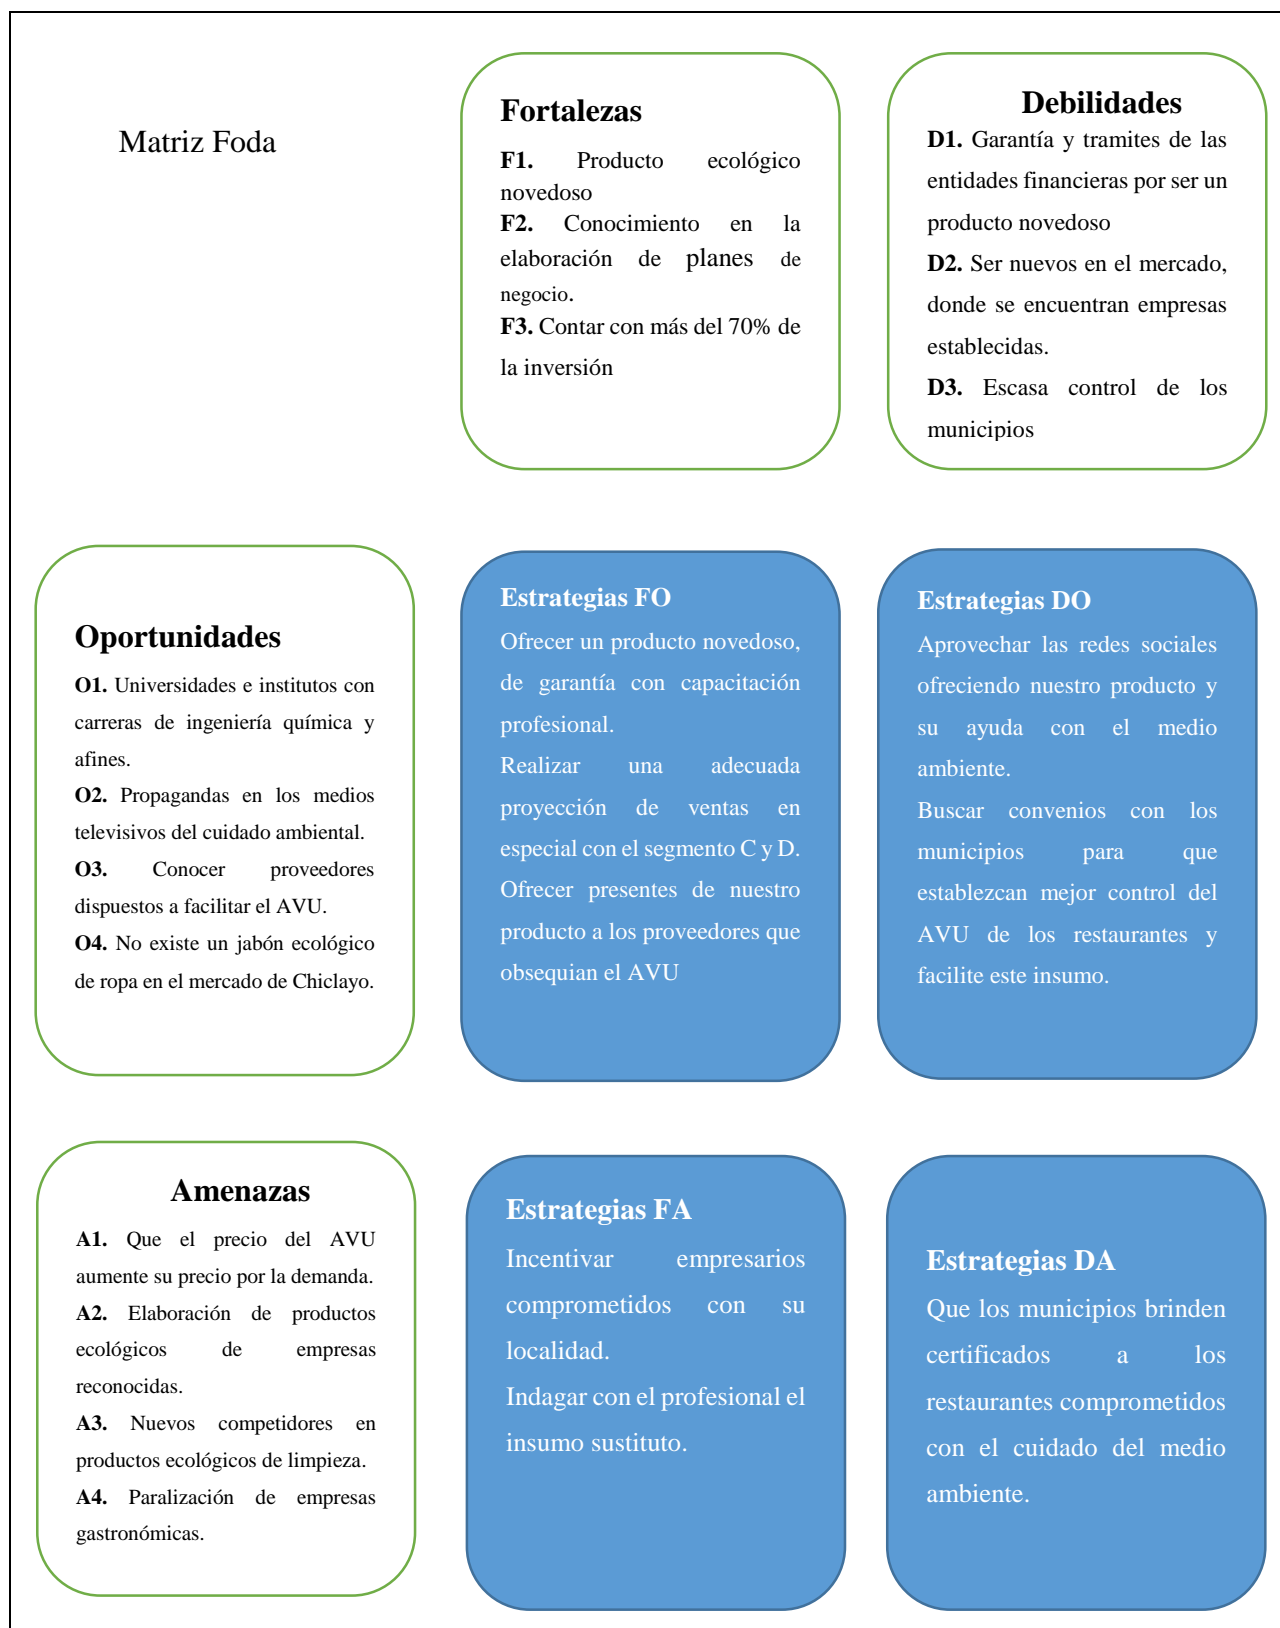 Matriz Foda
Fortalezas
F1. Producto ecológico
novedoso
F2. Conocimiento en la
elaboración de planes de
negocio.
F3. Contar con más del 70% de
la inversión
Debilidades
D1. Garantía y tramites de las
entidades financieras por ser un
producto novedoso
D2. Ser nuevos en el mercado,
donde se encuentran empresas
establecidas.
D3. Escasa control de los
municipios
Oportunidades
O1. Universidades e institutos con
carreras de ingeniería química y
afines.
O2. Propagandas en los medios
televisivos del cuidado ambiental.
O3. Conocer proveedores
dispuestos a facilitar el AVU.
O4. No existe un jabón ecológico
de ropa en el mercado de Chiclayo.
Estrategias FO
Ofrecer un producto novedoso,
de garantía con capacitación
profesional.
Realizar una adecuada
proyección de ventas en
especial con el segmento C y D.
Ofrecer presentes de nuestro
producto a los proveedores que
obsequian el AVU
Estrategias DO
Aprovechar las redes sociales
ofreciendo nuestro producto y
su ayuda con el medio
ambiente.
Buscar convenios con los
municipios para que
establezcan mejor control del
AVU de los restaurantes y
facilite este insumo.
Amenazas
A1. Que el precio del AVU
aumente su precio por la demanda.
A2. Elaboración de productos
ecológicos de empresas
reconocidas.
A3. Nuevos competidores en
productos ecológicos de limpieza.
A4. Paralización de empresas
gastronómicas.
Estrategias FA
Incentivar empresarios
comprometidos con su
localidad.
Indagar con el profesional el
insumo sustituto.
Estrategias DA
Que los municipios brinden
certificados a los
restaurantes comprometidos
con el cuidado del medio
ambiente.